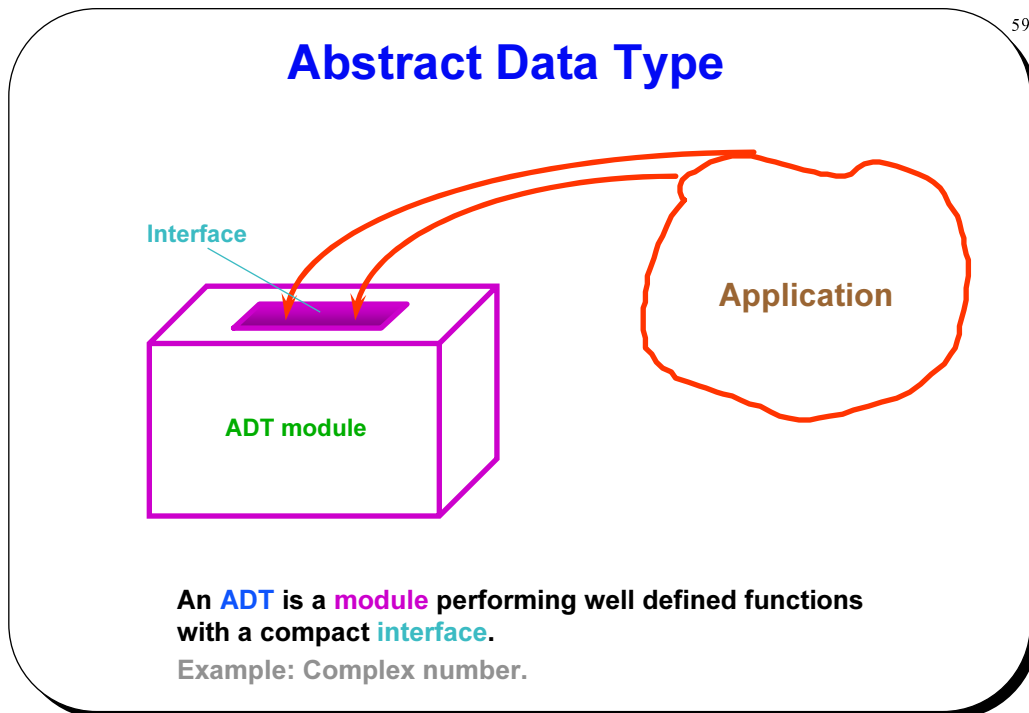 59
Abstract Data Type
Interface
Application
ADT module
An ADT is a module performing well defined functions
with a compact interface.
Example: Complex number.